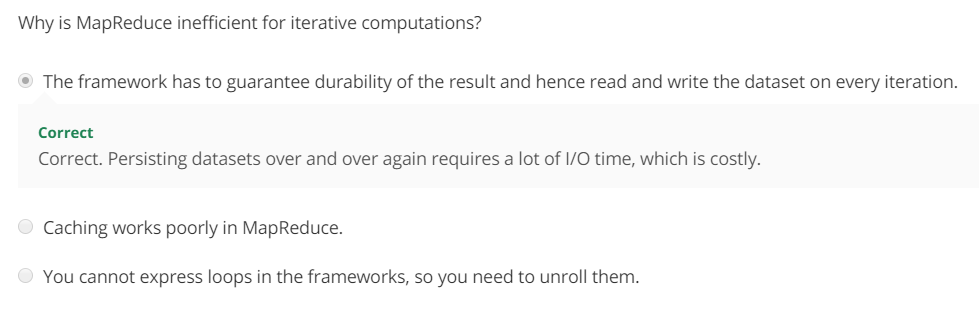 Why is MapReduce inefficient for iterative computations?
The framework has to guarantee durability of the result and hence read and write the dataset on every iteration.
Correct
Correct. Persisting datasets over and over again requires a lot of I/O time, which is costly.
Caching works poorly in MapReduce.
You cannot express loops in the frameworks, so you need to unroll them.